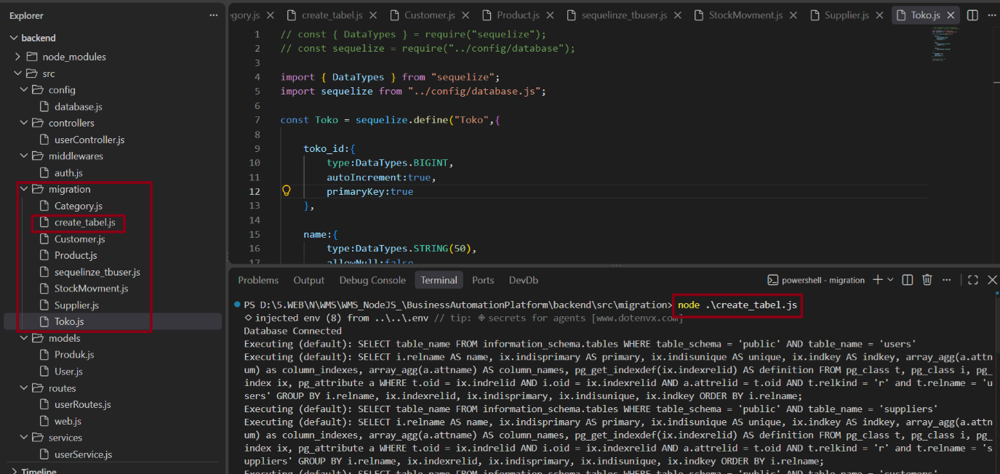 Explorer
backend
node_modules
src
config
database.js
controllers
userController.js
middlewares
auth.js
migration
Category.js
create_tabel.js
Customer.js
Product.js
sequelinze_tbuser.js
StockMovment.js
Supplier.js
Toko.js
models
Produk.js
User.js
routes
userRoutes.js
web.js
services
userService.js
Timeline
egory.js create_tabel.js Customer.js Product.js sequelinze_tbuser.js StockMovment.js Supplier.js Toko.js
1 // const { DataTypes } = require("sequelize");
2 // const sequelize = require("../config/database");
3
4 import { DataTypes } from "sequelize";
5 import sequelize from "../config/database.js";
6
7 const Toko = sequelize.define("Toko",{
8
9 toko_id:{
10 type:DataTypes.BIGINT,
11 autoIncrement:true,
12 primaryKey:true
13 },
14
15 name:{
16 type:DataTypes.STRING(50),
17 allowNull:false
Problems Output Debug Console Terminal Ports DevDb powershell - migration
PS D:\5.WEB\N\WMS\WMS_NodeJS_\BusinessAutomationPlatform\backend\src\migration> node .\create_tabel.js
injected env (8) from ..\..\.env // tip: secrets for agents [www.dotenvx.com]
Database Connected
Executing (default): SELECT table_name FROM information_schema.tables WHERE table_schema = 'public' AND table_name = 'users'
Executing (default): SELECT i.relname AS name, ix.indisprimary AS primary, ix.indisunique AS unique, ix.indkey AS indkey, array_agg(a.attn
um) as column_indexes, array_agg(a.attname) AS column_names, pg_get_indexdef(ix.indexrelid) AS definition FROM pg_class t, pg_class i, pg_
index ix, pg_attribute a WHERE t.oid = ix.indrelid AND i.oid = ix.indexrelid AND a.attrelid = t.oid AND t.relkind = 'r' and t.relname = 'u
sers' GROUP BY i.relname, ix.indexrelid, ix.indisprimary, ix.indisunique, ix.indkey ORDER BY i.relname;
Executing (default): SELECT table_name FROM information_schema.tables WHERE table_schema = 'public' AND table_name = 'suppliers'
Executing (default): SELECT i.relname AS name, ix.indisprimary AS primary, ix.indisunique AS unique, ix.indkey AS indkey, array_agg(a.attn
um) as column_indexes, array_agg(a.attname) AS column_names, pg_get_indexdef(ix.indexrelid) AS definition FROM pg_class t, pg_class i, pg_
index ix, pg_attribute a WHERE t.oid = ix.indrelid AND i.oid = ix.indexrelid AND a.attrelid = t.oid AND t.relkind = 'r' and t.relname = 's
uppliers' GROUP BY i.relname, ix.indexrelid, ix.indisprimary, ix.indisunique, ix.indkey ORDER BY i.relname;
Executing (default): SELECT table_name FROM information_schema.tables WHERE table_schema = 'public' AND table_name = 'customers'